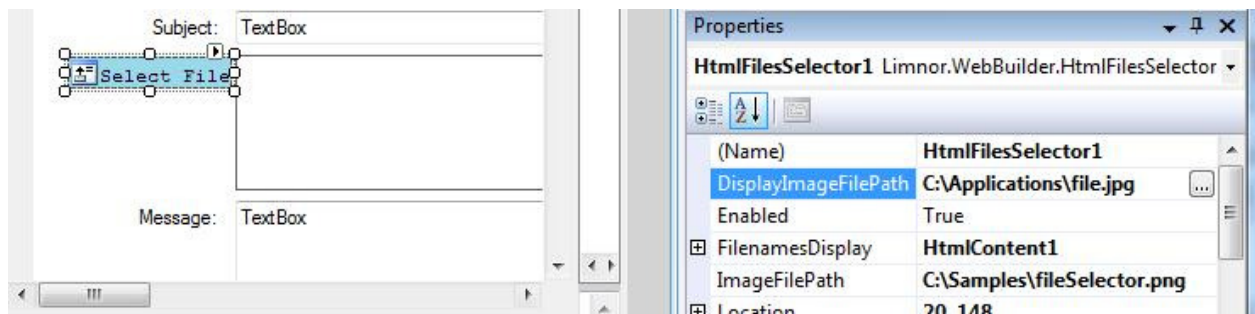 Subject: TextBox
Select File
Message: TextBox
Properties
HtmlFilesSelector1 Limnor.WebBuilder.HtmlFilesSelector
(Name) HtmlFilesSelector1
DisplayImageFilePath C:\Applications\file.jpg ...
Enabled True
FilenamesDisplay HtmlContent1
ImageFilePath C:\Samples\fileSelector.png
Location 20, 148